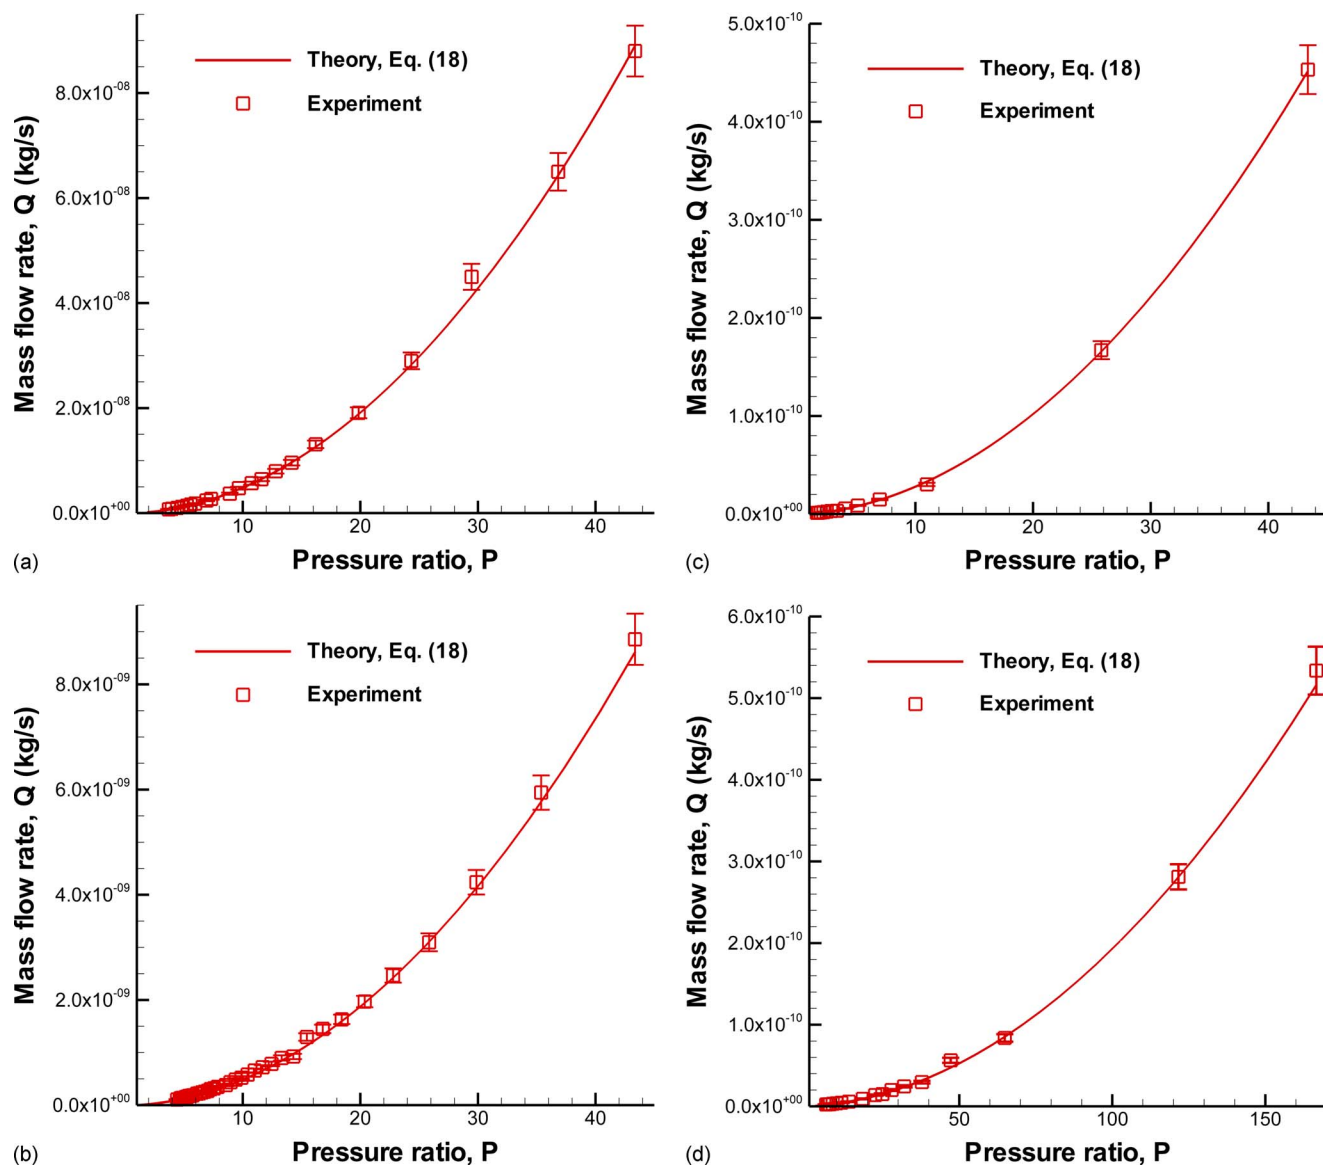 Mass flow rate, Q (kg/s)
8.0x10⁻⁰⁸
6.0x10⁻⁰⁸
4.0x10⁻⁰⁸
2.0x10⁻⁰⁸
0.0x10⁺⁰⁰
Theory, Eq. (18)
Experiment
10 20 30 40
Pressure ratio, P
(a)
Mass flow rate, Q (kg/s)
5.0x10⁻¹⁰
4.0x10⁻¹⁰
3.0x10⁻¹⁰
2.0x10⁻¹⁰
1.0x10⁻¹⁰
0.0x10⁺⁰⁰
Theory, Eq. (18)
Experiment
10 20 30 40
Pressure ratio, P
(c)
Mass flow rate, Q (kg/s)
8.0x10⁻⁰⁹
6.0x10⁻⁰⁹
4.0x10⁻⁰⁹
2.0x10⁻⁰⁹
0.0x10⁺⁰⁰
Theory, Eq. (18)
Experiment
10 20 30 40
Pressure ratio, P
(b)
Mass flow rate, Q (kg/s)
6.0x10⁻¹⁰
5.0x10⁻¹⁰
4.0x10⁻¹⁰
3.0x10⁻¹⁰
2.0x10⁻¹⁰
1.0x10⁻¹⁰
0.0x10⁺⁰⁰
Theory, Eq. (18)
Experiment
50 100 150
Pressure ratio, P
(d)